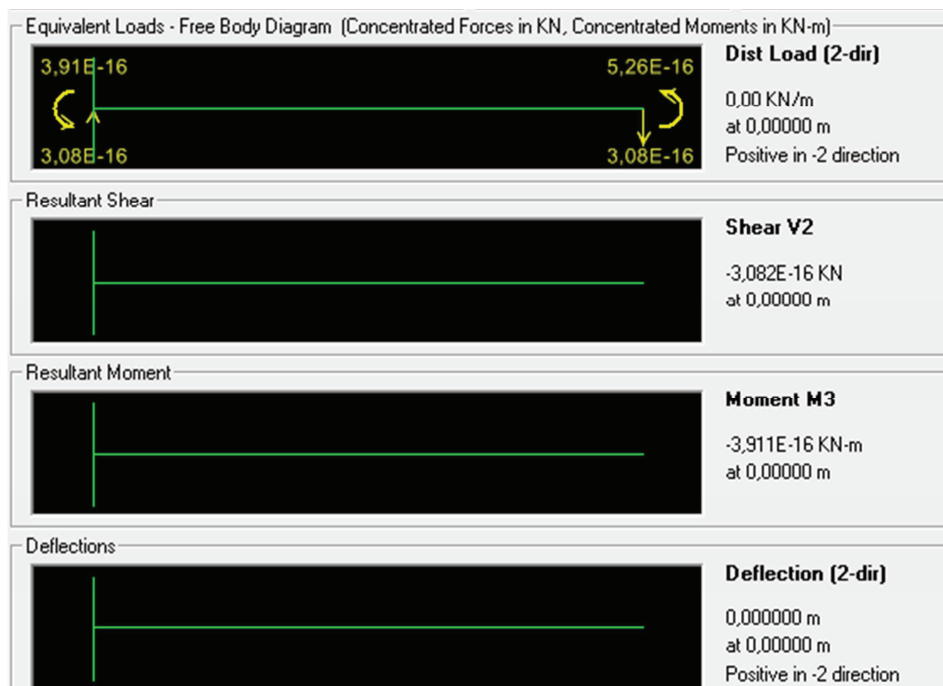 Equivalent Loads - Free Body Diagram (Concentrated Forces in KN, Concentrated Moments in KN-m)
3,91E-16
5,26E-16
3,08E-16
3,08E-16
Dist Load (2-dir)
0,00 KN/m
at 0,00000 m
Positive in -2 direction
Resultant Shear
Shear V2
-3,082E-16 KN
at 0,00000 m
Resultant Moment
Moment M3
-3,911E-16 KN-m
at 0,00000 m
Deflections
Deflection (2-dir)
0,000000 m
at 0,00000 m
Positive in -2 direction